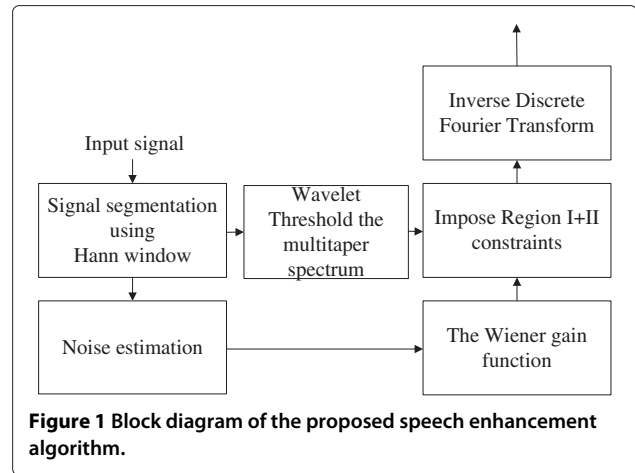 Inverse Discrete
Fourier Transform
Input signal
Signal segmentation
using
Hann window
Wavelet
Threshold the
multitaper
spectrum
Impose Region I+II
constraints
Noise estimation
The Wiener gain
function
Figure 1 Block diagram of the proposed speech enhancement
algorithm.